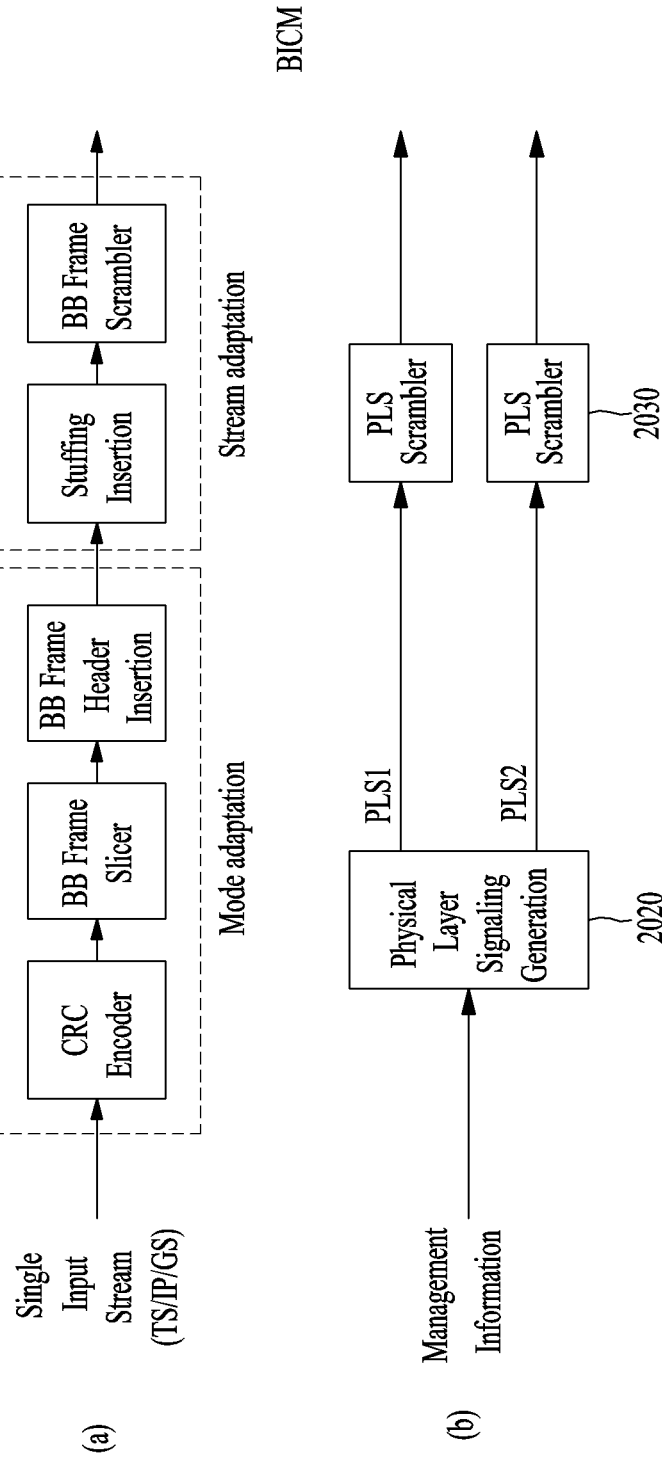 (a)
Single
Input
Stream
(TS/IP/GS)
CRC
Encoder
BB Frame
Slicer
BB Frame
Header
Insertion
Mode adaptation
Stuffing
Insertion
BB Frame
Scrambler
Stream adaptation
BICM
(b)
Management
Information
Physical
Layer
Signaling
Generation
2020
PLS1
PLS2
PLS
Scrambler
PLS
Scrambler
2030